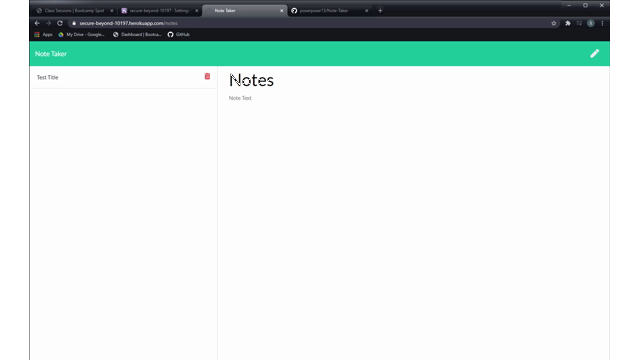 Class Sessions | Bootcamp Spot
secure-beyond-10197 · Settings
Note Taker
powerpower13/Note-Taker
secure-beyond-10197.herokuapp.com/notes
Apps
My Drive - Google...
Dashboard | Bootca...
GitHub
Note Taker
Test Title
Notes
Note Text